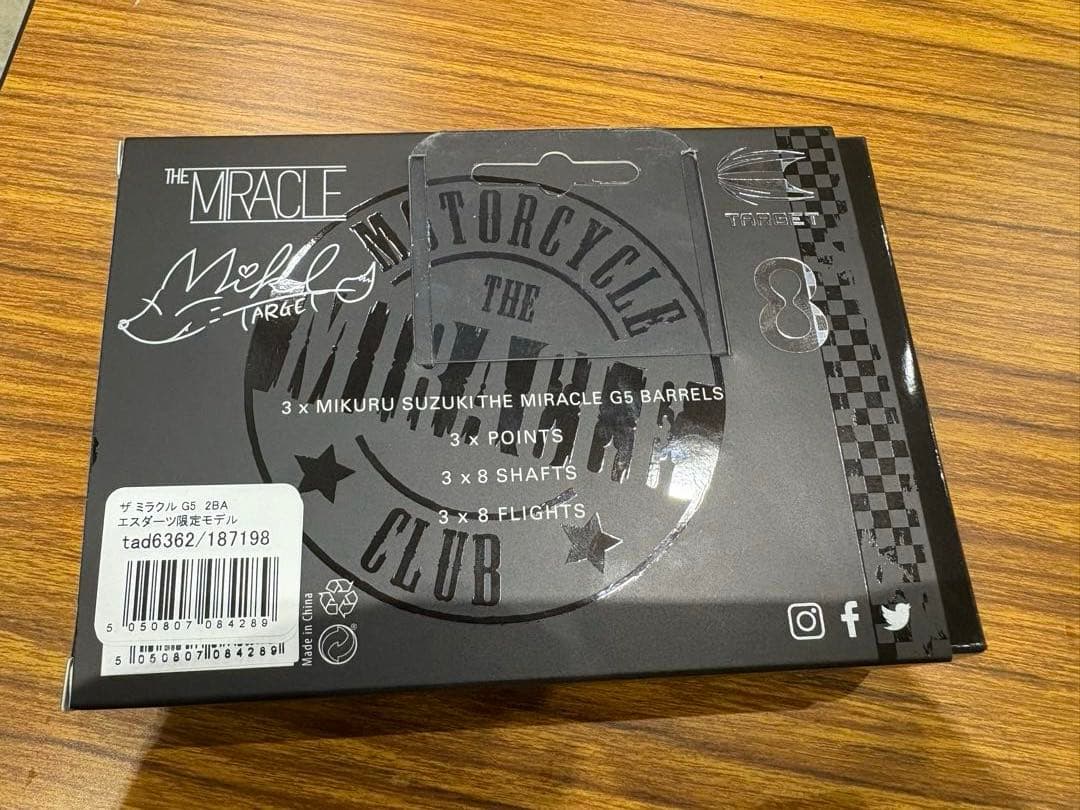 THE MIRACLE
Mikuru
TARGET
TARGET
8
MOTORCYCLE
THE
MIRACLE
CLUB
3 x MIKURU SUZUKI THE MIRACLE G5 BARRELS
3 x POINTS
3 x 8 SHAFTS
3 x 8 FLIGHTS
ザ ミラクル G5 2BA
エスダーツ限定モデル
tad6362/187198
5 050807 084289
5 050807 084289
Made in China